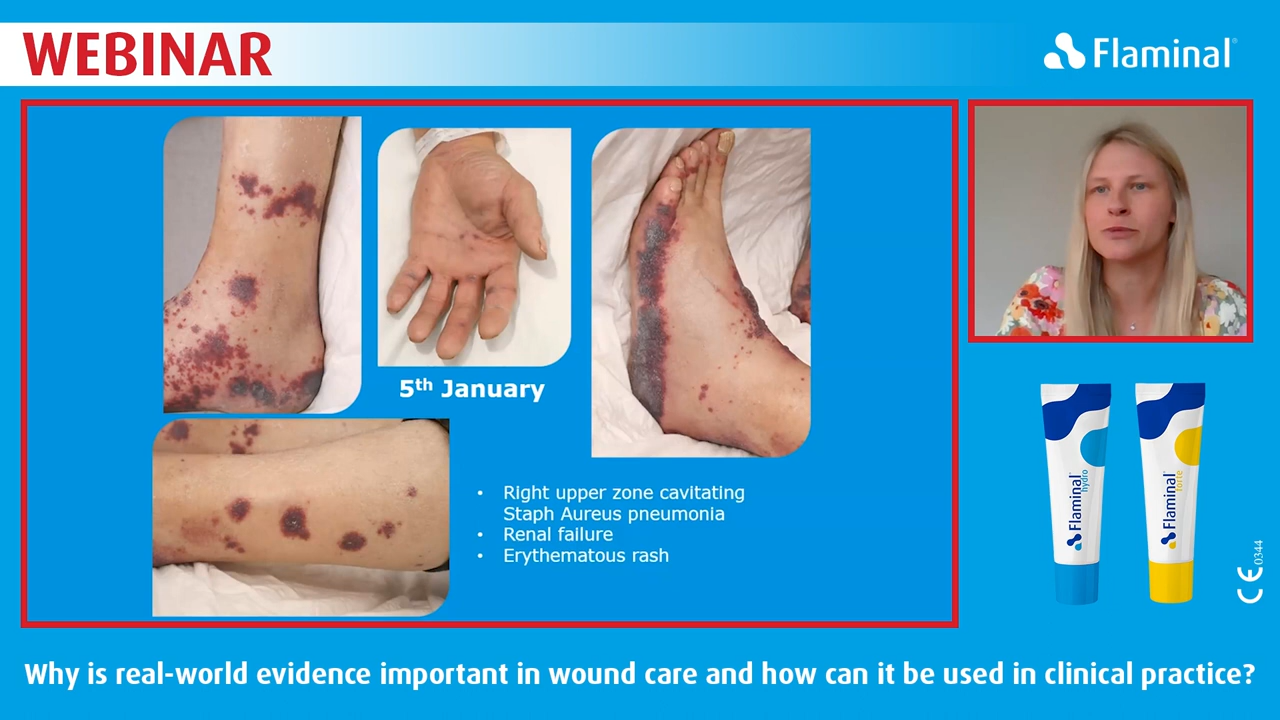 WEBINAR
Flaminal®
5th January
• Right upper zone cavitating
Staph Aureus pneumonia
• Renal failure
• Erythematous rash
Flaminal® hydro
Flaminal® forte
CE 0344
Why is real-world evidence important in wound care and how can it be used in clinical practice?